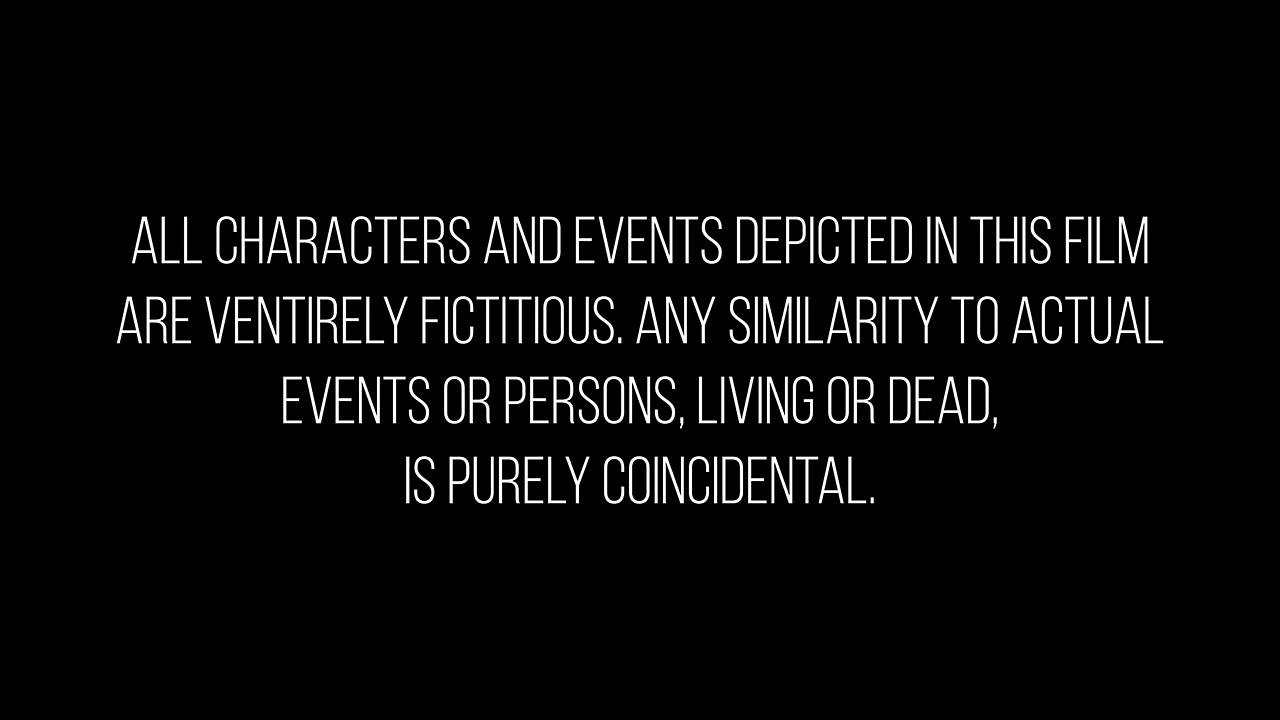 ALL CHARACTERS AND EVENTS DEPICTED IN THIS FILM
ARE VENTIRELY FICTITIOUS. ANY SIMILARITY TO ACTUAL
EVENTS OR PERSONS, LIVING OR DEAD,
IS PURELY COINCIDENTAL.